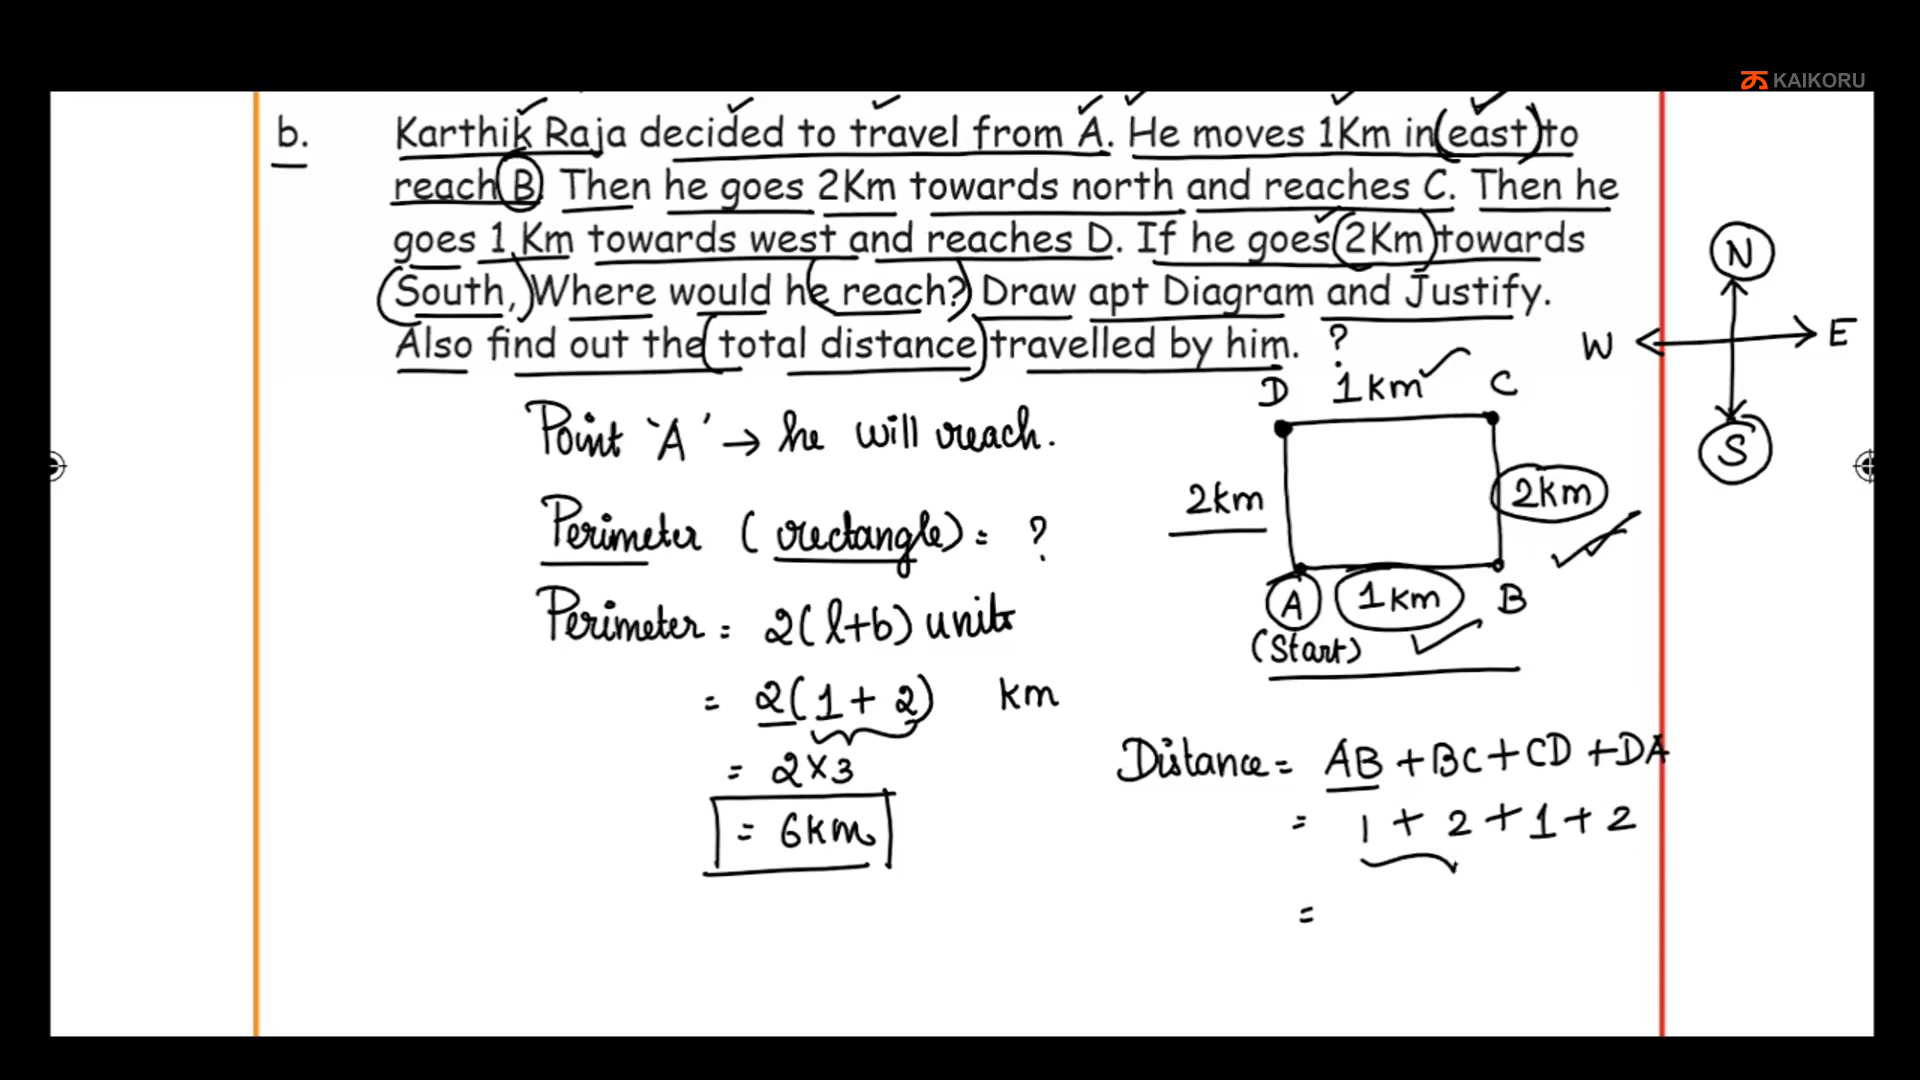 KAIKORU
b. Karthik Raja decided to travel from A. He moves 1Km in east to
reach B. Then he goes 2Km towards north and reaches C. Then he
goes 1 Km towards west and reaches D. If he goes 2Km towards
South, Where would he reach? Draw apt Diagram and Justify.
Also find out the total distance travelled by him. ?
N
W E
S
D 1km C
2km 2km
A 1km B
(Start)
Point 'A' → he will reach.
Perimeter (rectangle) = ?
Perimeter = 2(l+b) units
= 2(1+2) km
= 2×3
= 6km
Distance = AB+BC+CD+DA
= 1+2+1+2
=